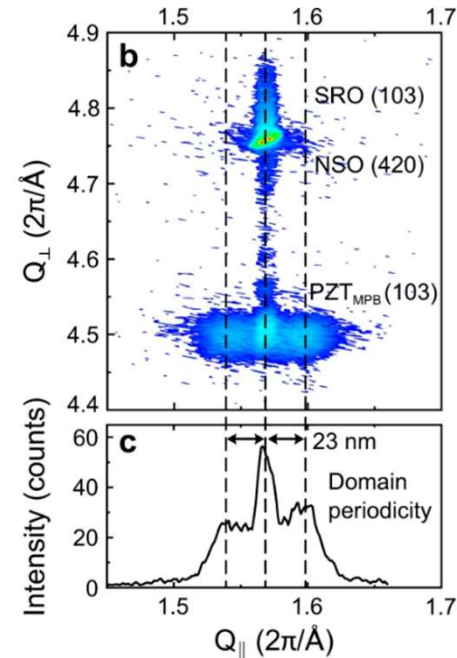 1.5 1.6 1.7
b
4.9
4.8
4.7
4.6
4.5
4.4
Q⊥ (2π/Å)
SRO (103)
NSO (420)
PZT_MPB (103)
c
60
40
20
0
Intensity (counts)
23 nm
Domain
periodicity
1.5 1.6 1.7
Q|| (2π/Å)